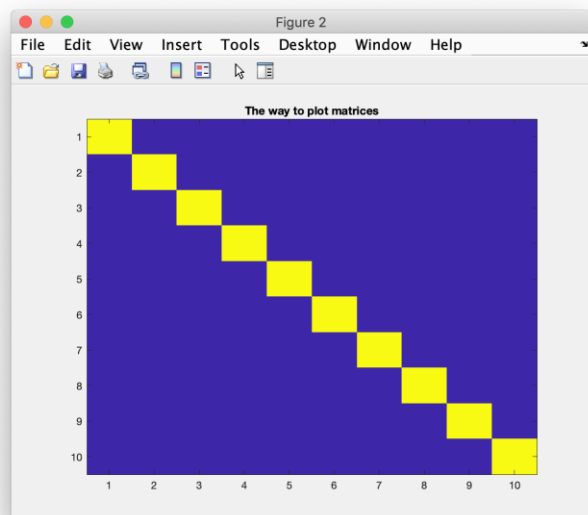 Figure 2
File Edit View Insert Tools Desktop Window Help
The way to plot matrices
1
2
3
4
5
6
7
8
9
10
1 2 3 4 5 6 7 8 9 10